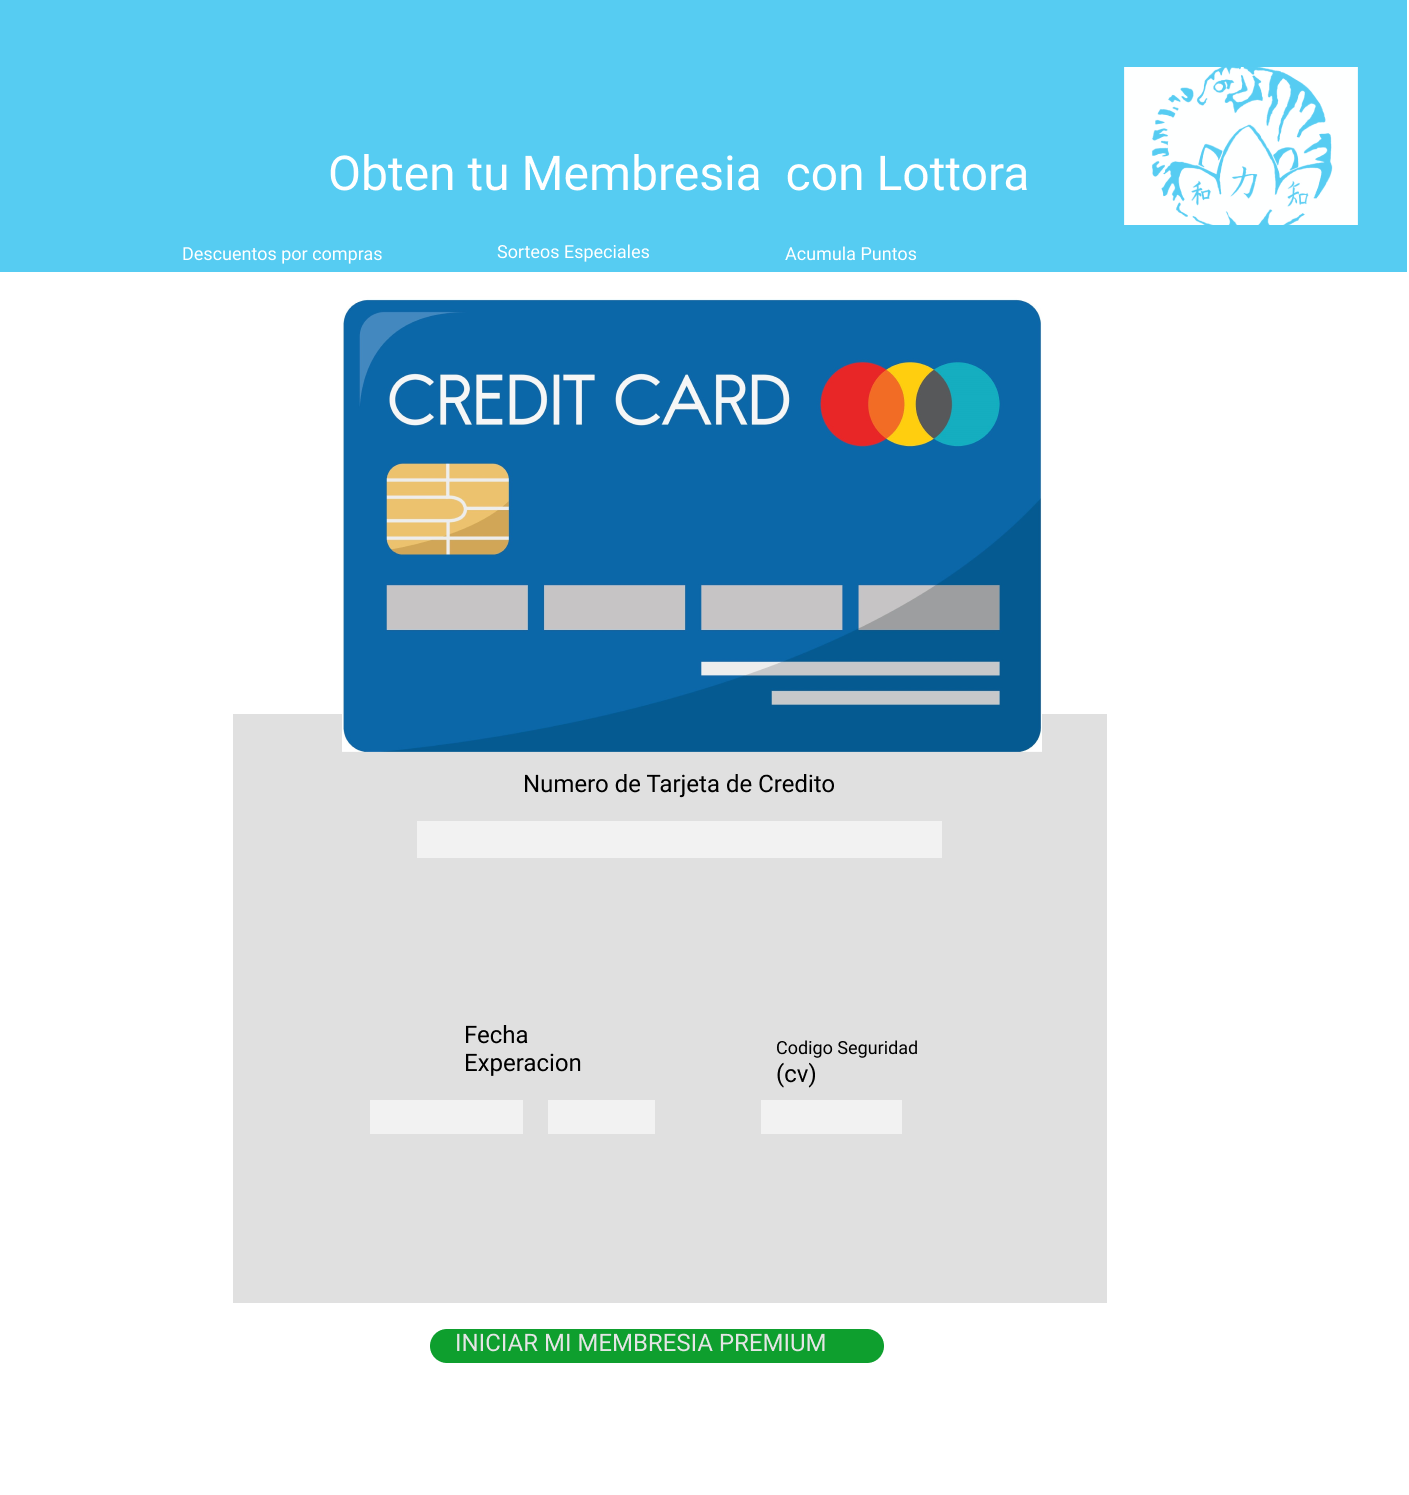 Obten tu Membresia  con Lottora
和 力 知
Descuentos por compras
Sorteos Especiales
Acumula Puntos
CREDIT CARD
Numero de Tarjeta de Credito
Fecha
Experacion
Codigo Seguridad
(cv)
INICIAR MI MEMBRESIA PREMIUM